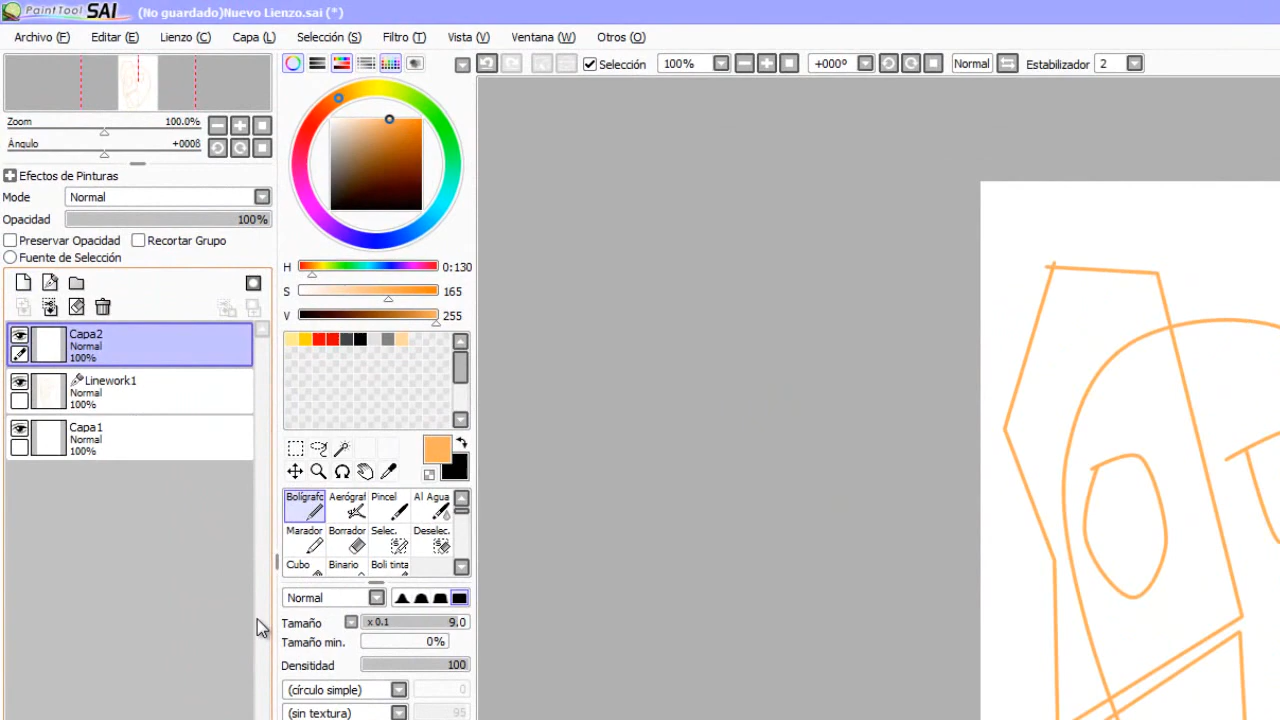 PaintTool SAI (No guardado)Nuevo Lienzo.sai (*)
Archivo (F) Editar (E) Lienzo (C) Capa (L) Selección (S) Filtro (T) Vista (V) Ventana (W) Otros (O)
Selección 100% +000º Normal Estabilizador 2
Zoom 100.0%
Ángulo +000º
Efectos de Pinturas
Mode Normal
Opacidad 100%
Preservar Opacidad Recortar Grupo
Fuente de Selección
Capa2
Normal
100%
Linework1
Normal
100%
Capa1
Normal
100%
H 0:130
S 165
V 255
Bolígrafo Aerógraf Pincel Al Agua
Marador Borrador Selec. Deselec.
Cubo Binario Boli tinta
Normal
Tamaño x 0.1 9.0
Tamaño min. 0%
Densidad 100
(círculo simple) 0
(sin textura) 95